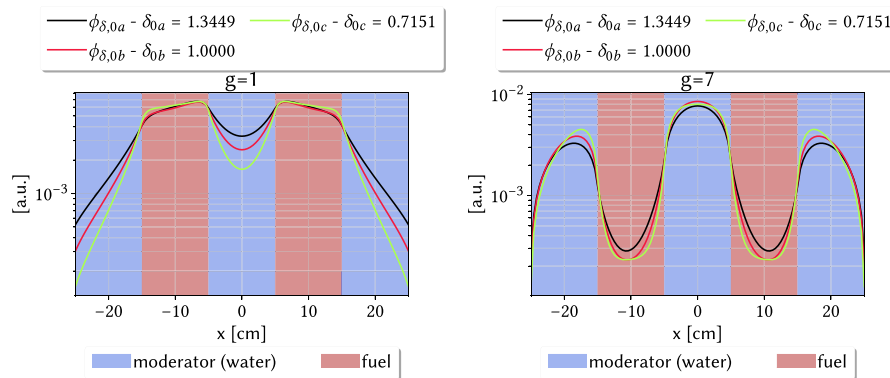 ϕδ,0a - δ0a = 1.3449 ϕδ,0c - δ0c = 0.7151
ϕδ,0b - δ0b = 1.0000
g=1
[a.u.]
10⁻³
−20 −10 0 10 20
x [cm]
moderator (water) fuel
ϕδ,0a - δ0a = 1.3449 ϕδ,0c - δ0c = 0.7151
ϕδ,0b - δ0b = 1.0000
g=7
10⁻²
[a.u.]
10⁻³
−20 −10 0 10 20
x [cm]
moderator (water) fuel